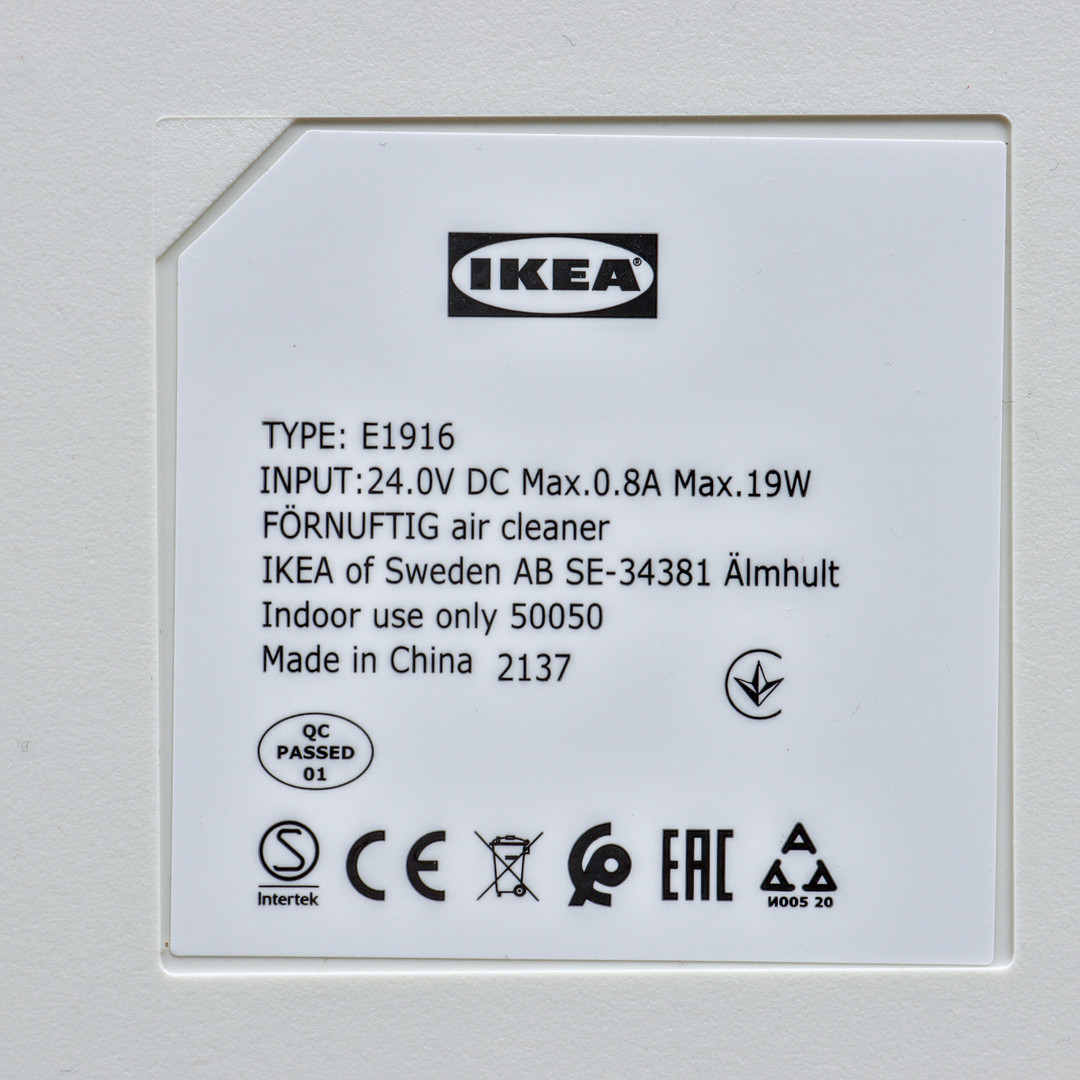 IKEA®
TYPE: E1916
INPUT:24.0V DC Max.0.8A Max.19W
FÖRNUFTIG air cleaner
IKEA of Sweden AB SE-34381 Älmhult
Indoor use only 50050
Made in China 2137
QC
PASSED
01
S
Intertek
CE
EAC
И005 20